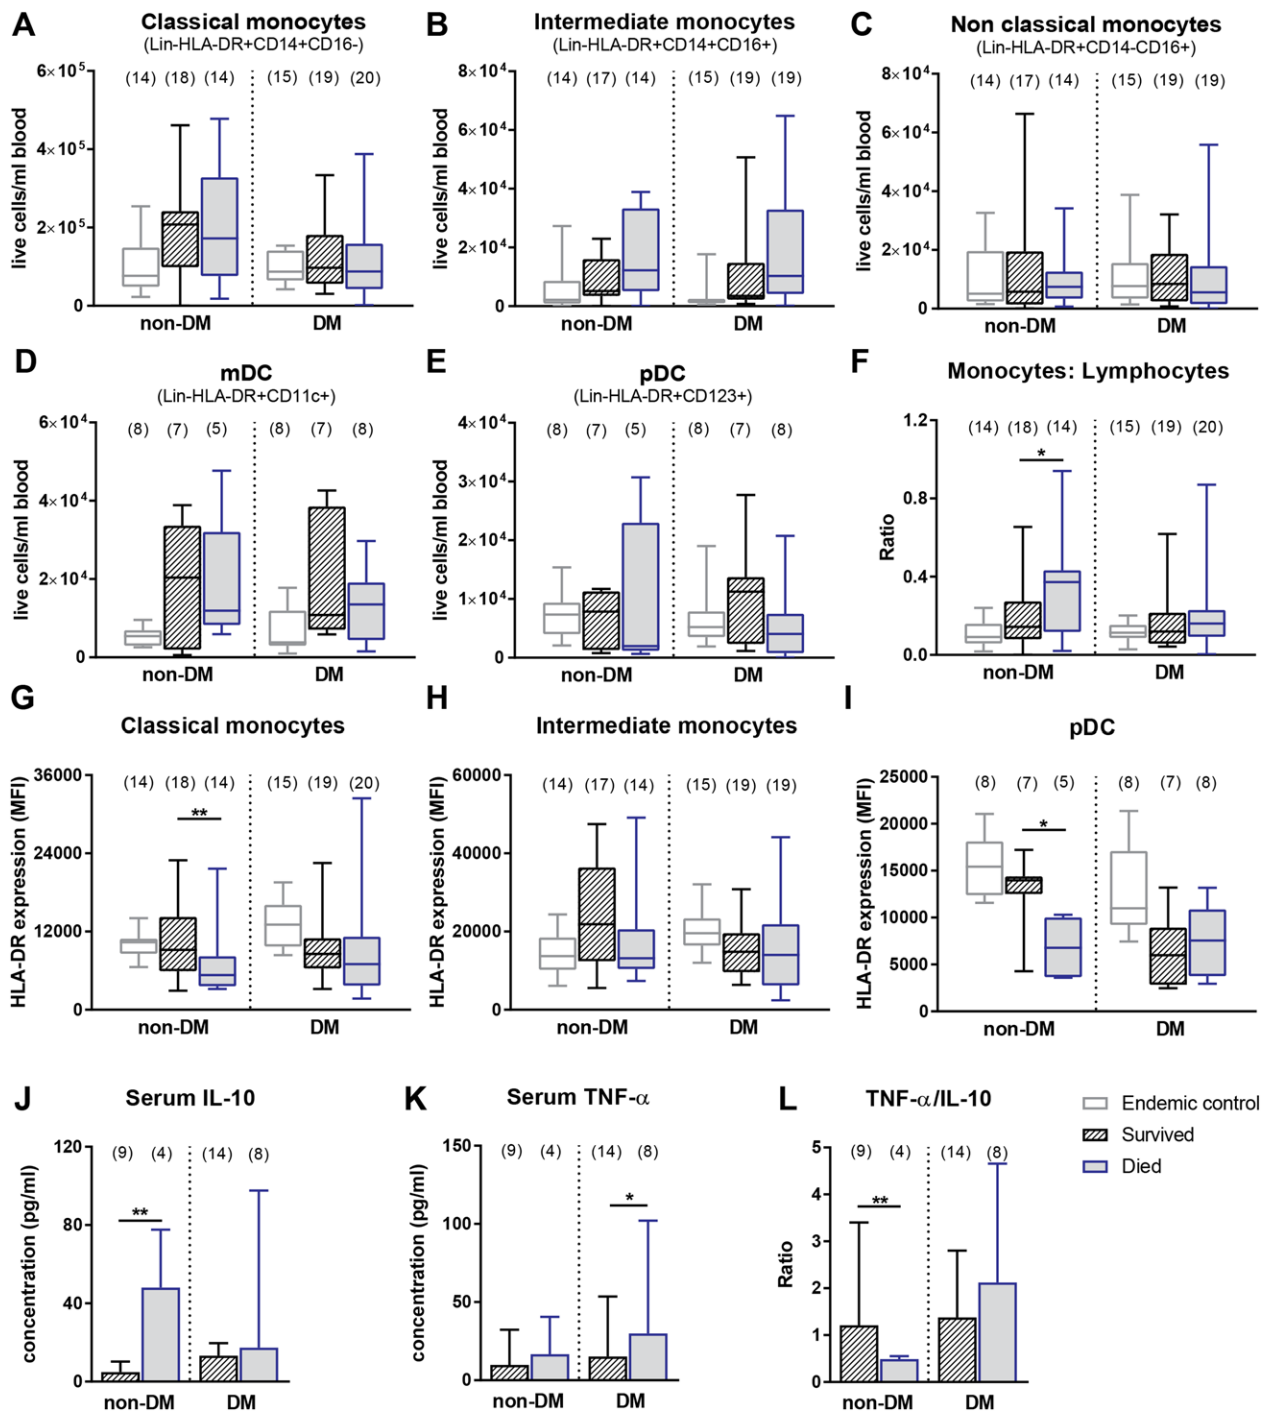 A
Classical monocytes
(Lin-HLA-DR+CD14+CD16-)
live cells/ml blood
6×10⁵
4×10⁵
2×10⁵
0
(14) (18) (14) (15) (19) (20)
non-DM DM
B
Intermediate monocytes
(Lin-HLA-DR+CD14+CD16+)
live cells/ml blood
8×10⁴
6×10⁴
4×10⁴
2×10⁴
0
(14) (17) (14) (15) (19) (19)
non-DM DM
C
Non classical monocytes
(Lin-HLA-DR+CD14-CD16+)
live cells/ml blood
8×10⁴
6×10⁴
4×10⁴
2×10⁴
0
(14) (17) (14) (15) (19) (19)
non-DM DM
D
mDC
(Lin-HLA-DR+CD11c+)
live cells/ml blood
6×10⁴
4×10⁴
2×10⁴
0
(8) (7) (5) (8) (7) (8)
non-DM DM
E
pDC
(Lin-HLA-DR+CD123+)
live cells/ml blood
4×10⁴
2×10⁴
1×10⁴
1×10⁴
0
(8) (7) (5) (8) (7) (8)
non-DM DM
F
Monocytes: Lymphocytes
Ratio
1.2
0.8
0.4
0.0
(14) (18) (14) (15) (19) (20)
*
non-DM DM
G
Classical monocytes
HLA-DR expression (MFI)
36000
24000
12000
0
(14) (18) (14) (15) (19) (20)
**
non-DM DM
H
Intermediate monocytes
HLA-DR expression (MFI)
60000
40000
20000
0
(14) (17) (14) (15) (19) (19)
non-DM DM
I
pDC
HLA-DR expression (MFI)
25000
20000
15000
10000
5000
0
(8) (7) (5) (8) (7) (8)
*
non-DM DM
J
Serum IL-10
concentration (pg/ml)
120
80
40
0
(9) (4) (14) (8)
**
non-DM DM
K
Serum TNF-α
concentration (pg/ml)
150
100
50
0
(9) (4) (14) (8)
*
non-DM DM
L
TNF-α/IL-10
Ratio
5
4
3
2
1
0
(9) (4) (14) (8)
**
non-DM DM
Endemic control
Survived
Died